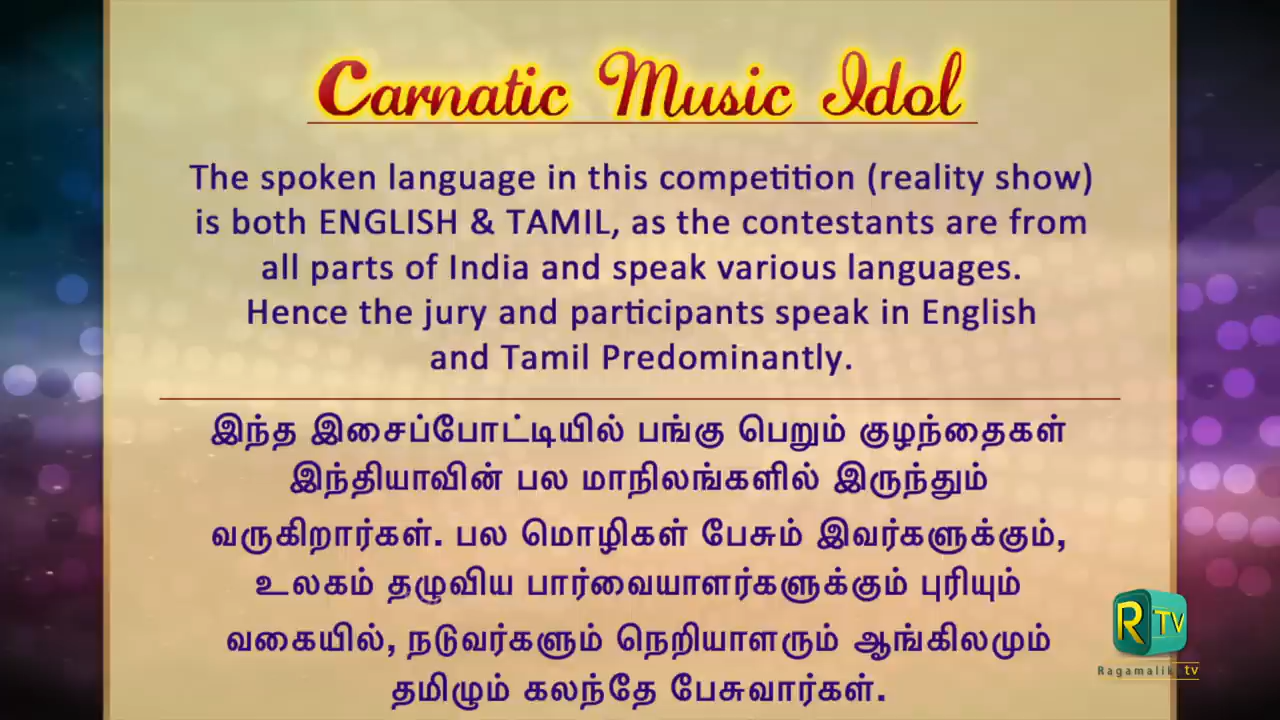 Carnatic Music Idol
The spoken language in this competition (reality show)
is both ENGLISH & TAMIL, as the contestants are from
all parts of India and speak various languages.
Hence the jury and participants speak in English
and Tamil Predominantly.
இந்த இசைப்போட்டியில் பங்கு பெறும் குழந்தைகள்
இந்தியாவின் பல மாநிலங்களில் இருந்தும்
வருகிறார்கள். பல மொழிகள் பேசும் இவர்களுக்கும்,
உலகம் தழுவிய பார்வையாளர்களுக்கும் புரியும்
வகையில், நடுவர்களும் நெறியாளரும் ஆங்கிலமும்
தமிழும் கலந்தே பேசுவார்கள்.
R TV
Ragamalika tv